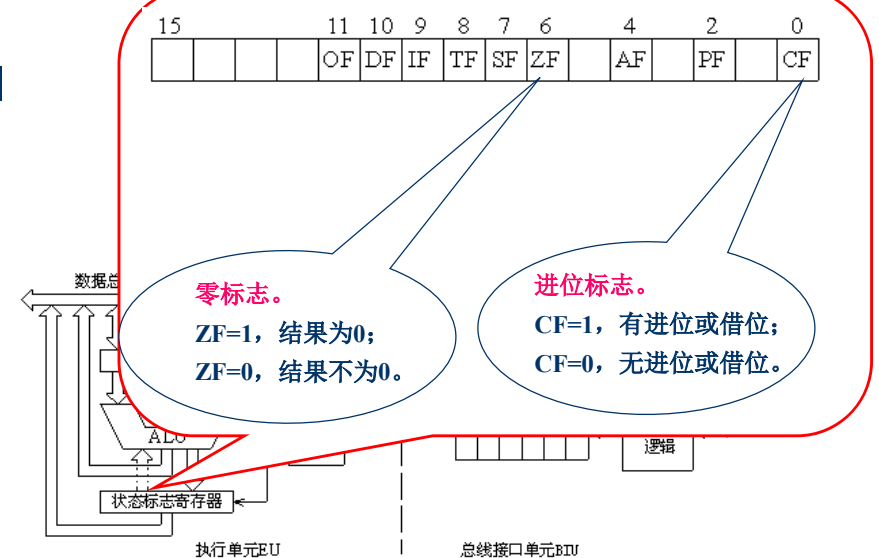 15 11 10 9 8 7 6 4 2 0
OF DF IF TF SF ZF AF PF CF
零标志。
ZF=1，结果为0；
ZF=0，结果不为0。
进位标志。
CF=1，有进位或借位；
CF=0，无进位或借位。
数据总
ALU
逻辑
状态标志寄存器
执行单元EU
总线接口单元BIU